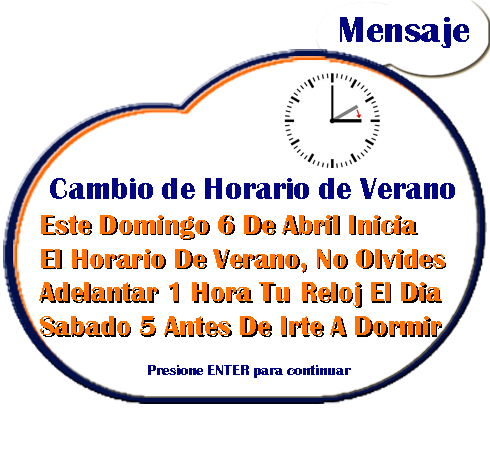 Mensaje
Cambio de Horario de Verano
Este Domingo 6 De Abril Inicia
El Horario De Verano, No Olvides
Adelantar 1 Hora Tu Reloj El Dia
Sabado 5 Antes De Irte A Dormir
Presione ENTER para continuar